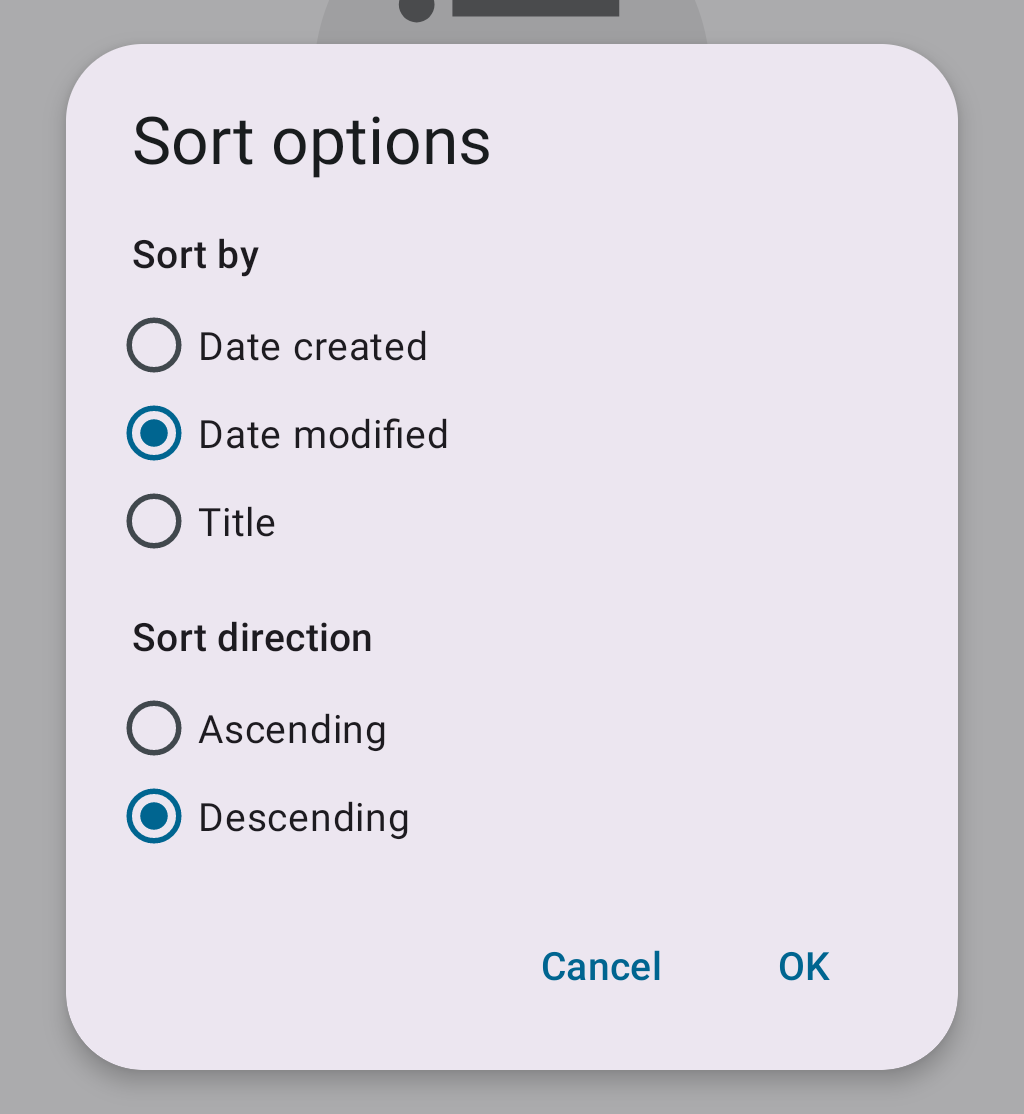 Sort options
Sort by
Date created
Date modified
Title
Sort direction
Ascending
Descending
Cancel
OK